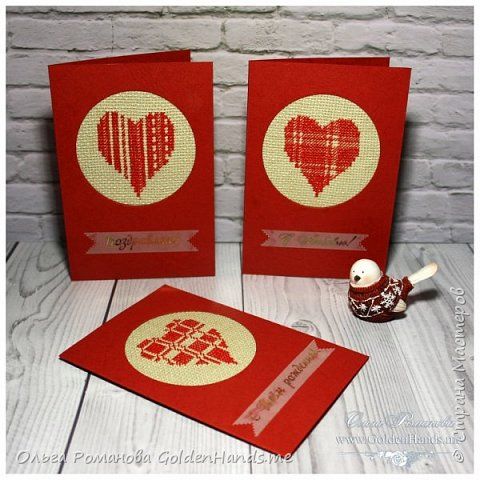 поздравляю
С любовью!
С днём рождения!
Ольга Романова
www.GoldenHands.me
Ольга Романова GoldenHands.me
© Страна Мастеров